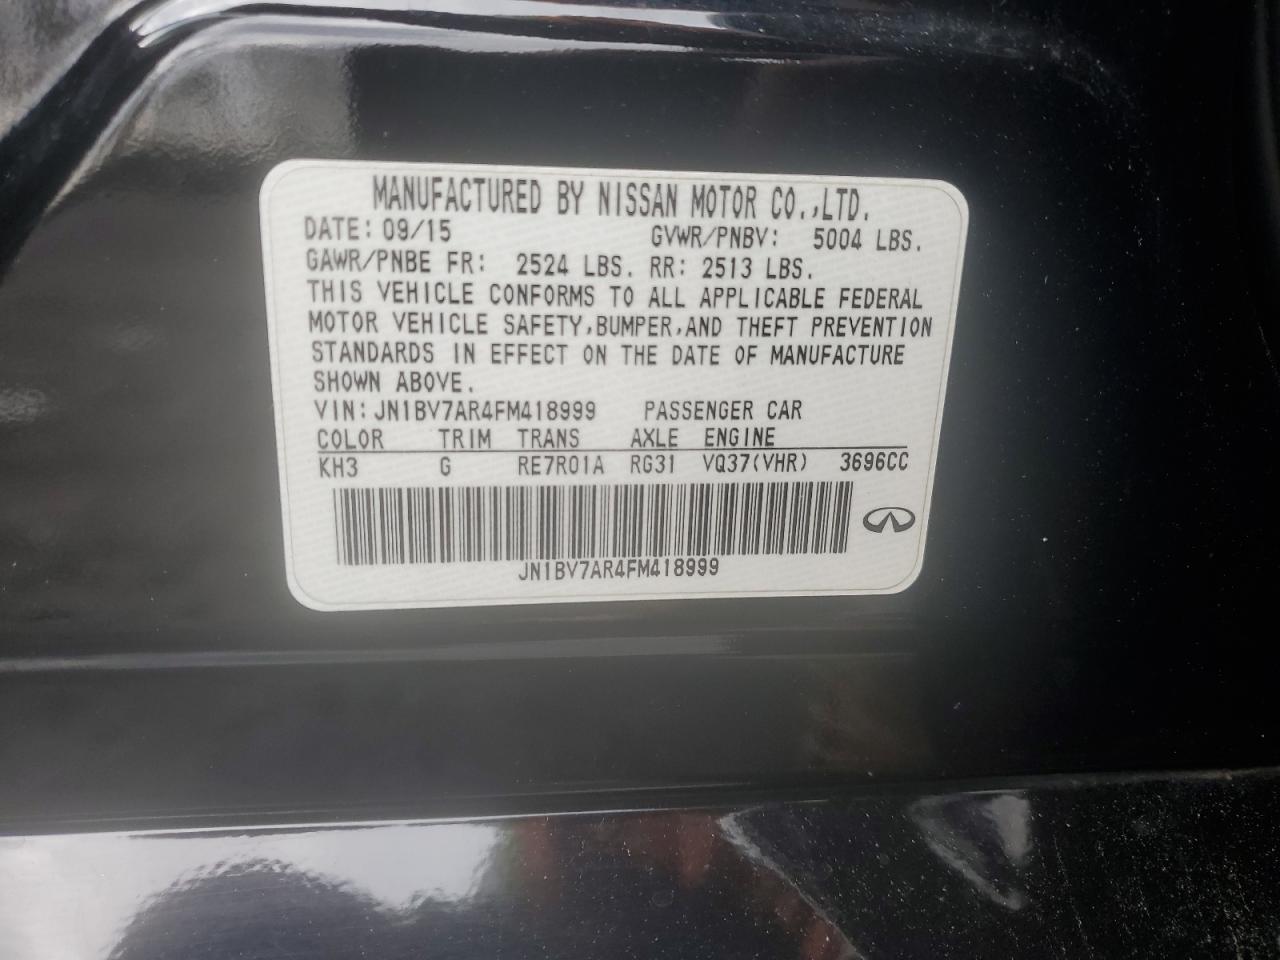 MANUFACTURED BY NISSAN MOTOR CO.,LTD.
DATE: 09/15 GVWR/PNBV: 5004 LBS.
GAWR/PNBE FR: 2524 LBS. RR: 2513 LBS.
THIS VEHICLE CONFORMS TO ALL APPLICABLE FEDERAL
MOTOR VEHICLE SAFETY,BUMPER,AND THEFT PREVENTION
STANDARDS IN EFFECT ON THE DATE OF MANUFACTURE
SHOWN ABOVE.
VIN:JN1BV7AR4FM418999 PASSENGER CAR
COLOR TRIM TRANS AXLE ENGINE
KH3 G RE7R01A RG31 VQ37(VHR) 3696CC
JN1BV7AR4FM418999